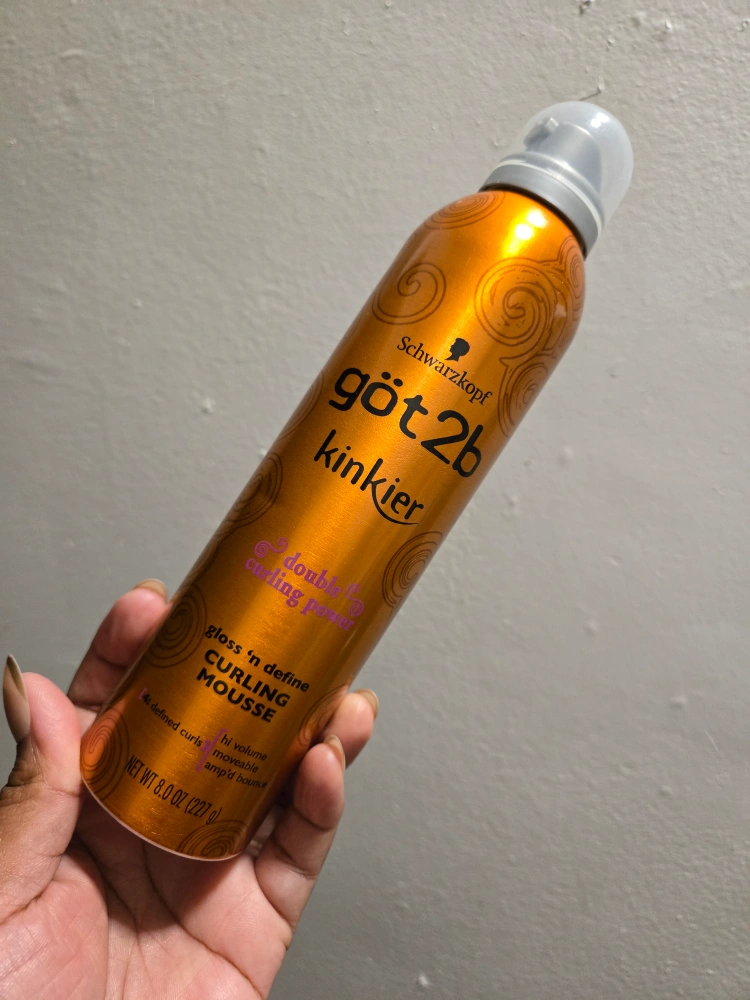 Schwarzkopf
göt2b
kinkier
double
curling power
gloss 'n define
CURLING
MOUSSE
defined curls
hi volume
moveable
amp'd bounce
NET WT 8.0 OZ (227 g)